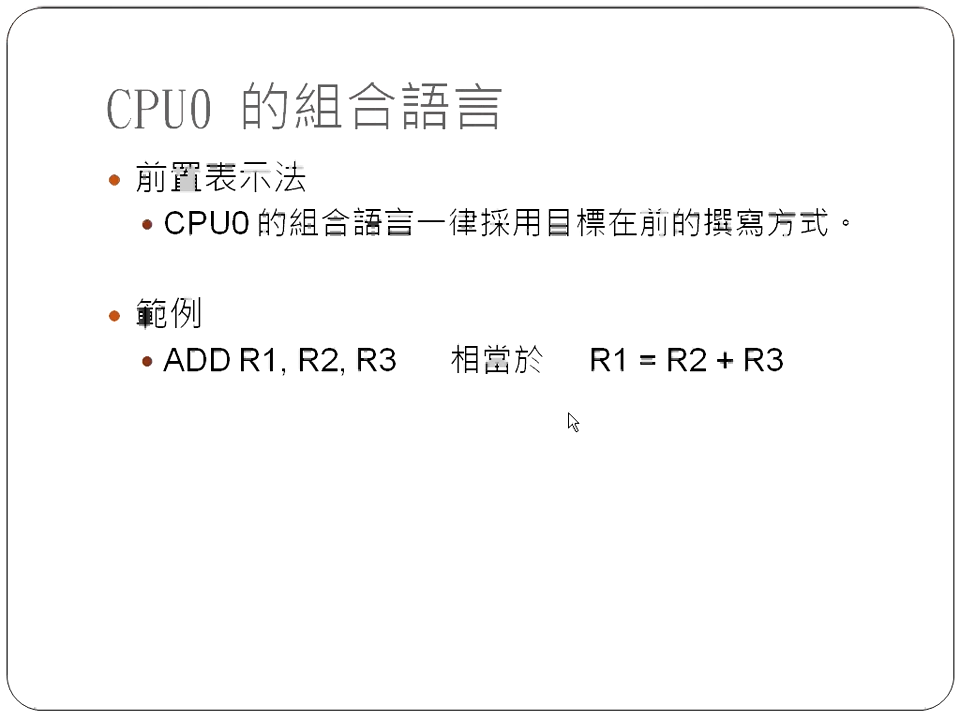 CPU0 的組合語言
前置表示法
CPU0 的組合語言一律採用目標在前的撰寫方式。
範例
ADD R1, R2, R3 相當於 R1 = R2 + R3